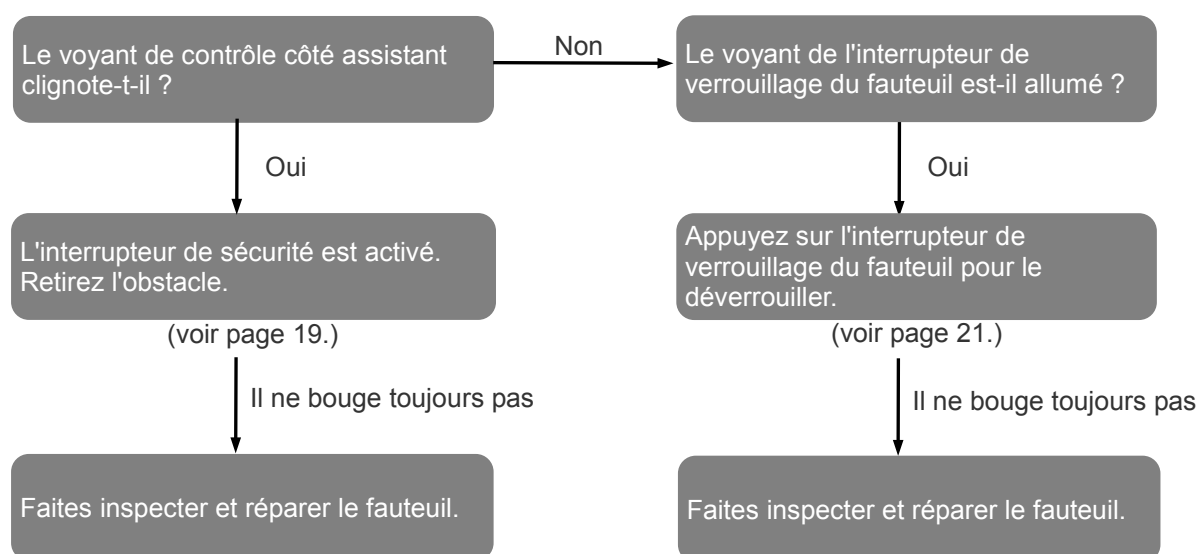 Le voyant de contrôle côté assistant
clignote-t-il ?
Non
Le voyant de l'interrupteur de
verrouillage du fauteuil est-il allumé ?
Oui
Oui
L'interrupteur de sécurité est activé.
Retirez l'obstacle.
Appuyez sur l'interrupteur de
verrouillage du fauteuil pour le
déverrouiller.
(voir page 19.)
(voir page 21.)
Il ne bouge toujours pas
Il ne bouge toujours pas
Faites inspecter et réparer le fauteuil.
Faites inspecter et réparer le fauteuil.